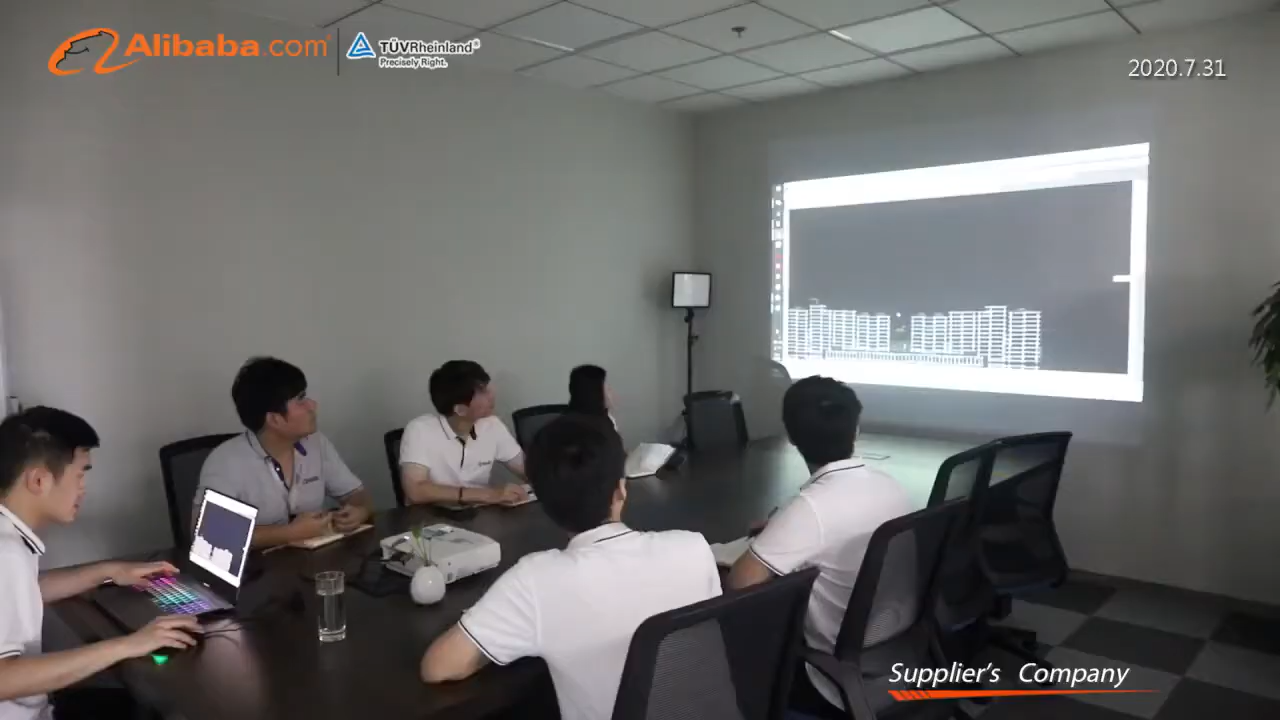 Alibaba.com
TÜVRheinland®
Precisely Right.
2020.7.31
Supplier's Company